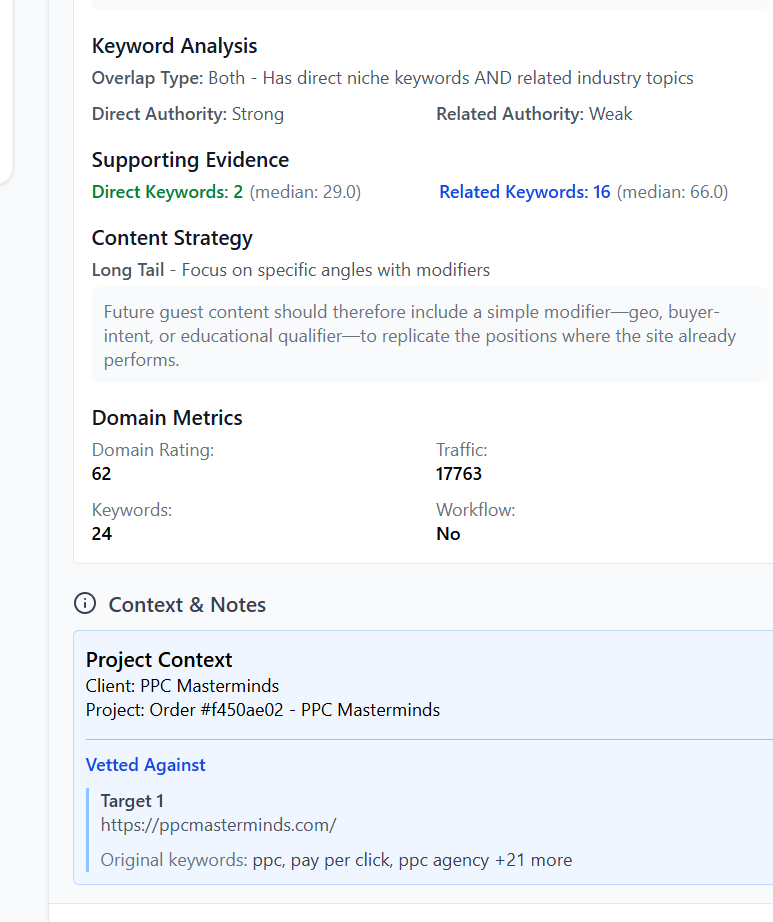 Keyword Analysis
Overlap Type: Both - Has direct niche keywords AND related industry topics
Direct Authority: Strong
Related Authority: Weak
Supporting Evidence
Direct Keywords: 2 (median: 29.0)
Related Keywords: 16 (median: 66.0)
Content Strategy
Long Tail - Focus on specific angles with modifiers
Future guest content should therefore include a simple modifier—geo, buyer-
intent, or educational qualifier—to replicate the positions where the site already
performs.
Domain Metrics
Domain Rating:
62
Traffic:
17763
Keywords:
24
Workflow:
No
Context & Notes
Project Context
Client: PPC Masterminds
Project: Order #f450ae02 - PPC Masterminds
Vetted Against
Target 1
https://ppcmasterminds.com/
Original keywords: ppc, pay per click, ppc agency +21 more